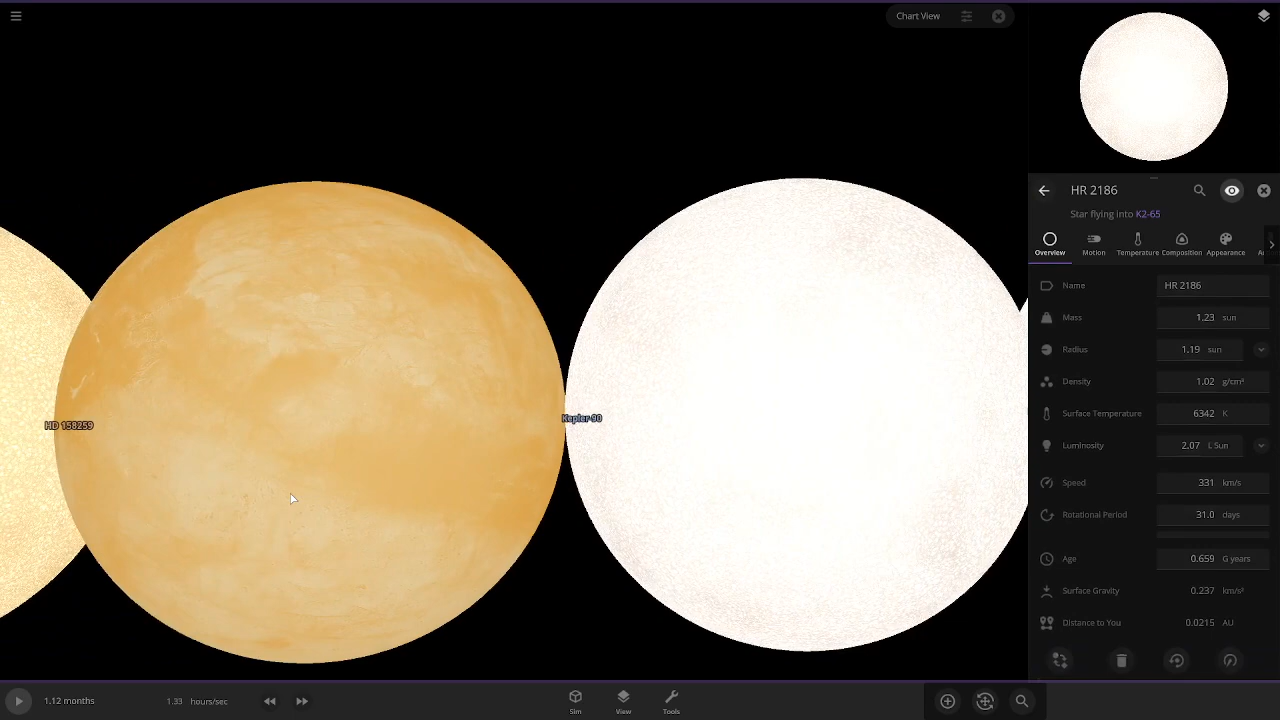 Chart View
HD 158259
Kepler-90
HR 2186
Star flying into K2-65
Overview Motion Temperature Composition Appearance
Name HR 2186
Mass 1.23 sun
Radius 1.19 sun
Density 1.02 g/cm³
Surface Temperature 6342 K
Luminosity 2.07 L Sun
Speed 331 km/s
Rotational Period 31.0 days
Age 0.659 G years
Surface Gravity 0.237 km/s²
Distance to You 0.0215 AU
1.12 months 1.33 hours/sec Sim View Tools